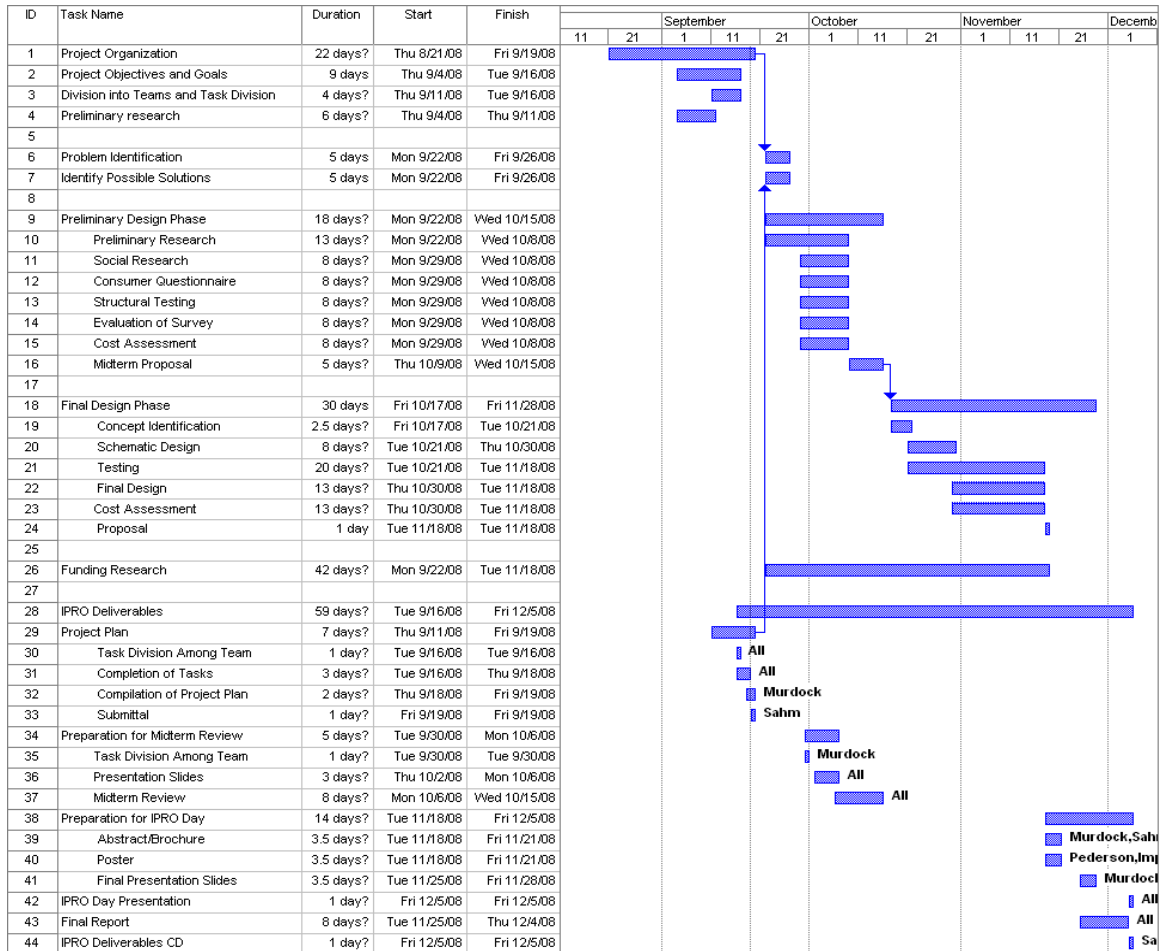 ID Task Name Duration Start Finish
September October November Decemb
11 21 1 11 21 1 11 21 1 11 21 1
1 Project Organization 22 days? Thu 8/21/08 Fri 9/19/08
2 Project Objectives and Goals 9 days Thu 9/4/08 Tue 9/16/08
3 Division into Teams and Task Division 4 days? Thu 9/11/08 Tue 9/16/08
4 Preliminary research 6 days? Thu 9/4/08 Thu 9/11/08
5
6 Problem Identification 5 days Mon 9/22/08 Fri 9/26/08
7 Identify Possible Solutions 5 days Mon 9/22/08 Fri 9/26/08
8
9 Preliminary Design Phase 18 days? Mon 9/22/08 Wed 10/15/08
10 Preliminary Research 13 days? Mon 9/22/08 Wed 10/8/08
11 Social Research 8 days? Mon 9/29/08 Wed 10/8/08
12 Consumer Questionnaire 8 days? Mon 9/29/08 Wed 10/8/08
13 Structural Testing 8 days? Mon 9/29/08 Wed 10/8/08
14 Evaluation of Survey 8 days? Mon 9/29/08 Wed 10/8/08
15 Cost Assessment 8 days? Mon 9/29/08 Wed 10/8/08
16 Midterm Proposal 5 days? Thu 10/9/08 Wed 10/15/08
17
18 Final Design Phase 30 days Fri 10/17/08 Fri 11/28/08
19 Concept Identification 2.5 days? Fri 10/17/08 Tue 10/21/08
20 Schematic Design 8 days? Tue 10/21/08 Thu 10/30/08
21 Testing 20 days? Tue 10/21/08 Tue 11/18/08
22 Final Design 13 days? Thu 10/30/08 Tue 11/18/08
23 Cost Assessment 13 days? Thu 10/30/08 Tue 11/18/08
24 Proposal 1 day Tue 11/18/08 Tue 11/18/08
25
26 Funding Research 42 days? Mon 9/22/08 Tue 11/18/08
27
28 IPRO Deliverables 59 days? Tue 9/16/08 Fri 12/5/08
29 Project Plan 7 days? Thu 9/11/08 Fri 9/19/08
30 Task Division Among Team 1 day? Tue 9/16/08 Tue 9/16/08 All
31 Completion of Tasks 3 days? Tue 9/16/08 Thu 9/18/08 All
32 Compilation of Project Plan 2 days? Thu 9/18/08 Fri 9/19/08 Murdock
33 Submittal 1 day? Fri 9/19/08 Fri 9/19/08 Sahm
34 Preparation for Midterm Review 5 days? Tue 9/30/08 Mon 10/6/08
35 Task Division Among Team 1 day? Tue 9/30/08 Tue 9/30/08 Murdock
36 Presentation Slides 3 days? Thu 10/2/08 Mon 10/6/08 All
37 Midterm Review 8 days? Mon 10/6/08 Wed 10/15/08 All
38 Preparation for IPRO Day 14 days? Tue 11/18/08 Fri 12/5/08
39 Abstract/Brochure 3.5 days? Tue 11/18/08 Fri 11/21/08 Murdock,Sah
40 Poster 3.5 days? Tue 11/18/08 Fri 11/21/08 Pederson,Imp
41 Final Presentation Slides 3.5 days? Tue 11/25/08 Fri 11/28/08 Murdoc
42 IPRO Day Presentation 1 day? Fri 12/5/08 Fri 12/5/08 All
43 Final Report 8 days? Tue 11/25/08 Thu 12/4/08 All
44 IPRO Deliverables CD 1 day? Fri 12/5/08 Fri 12/5/08 Sa